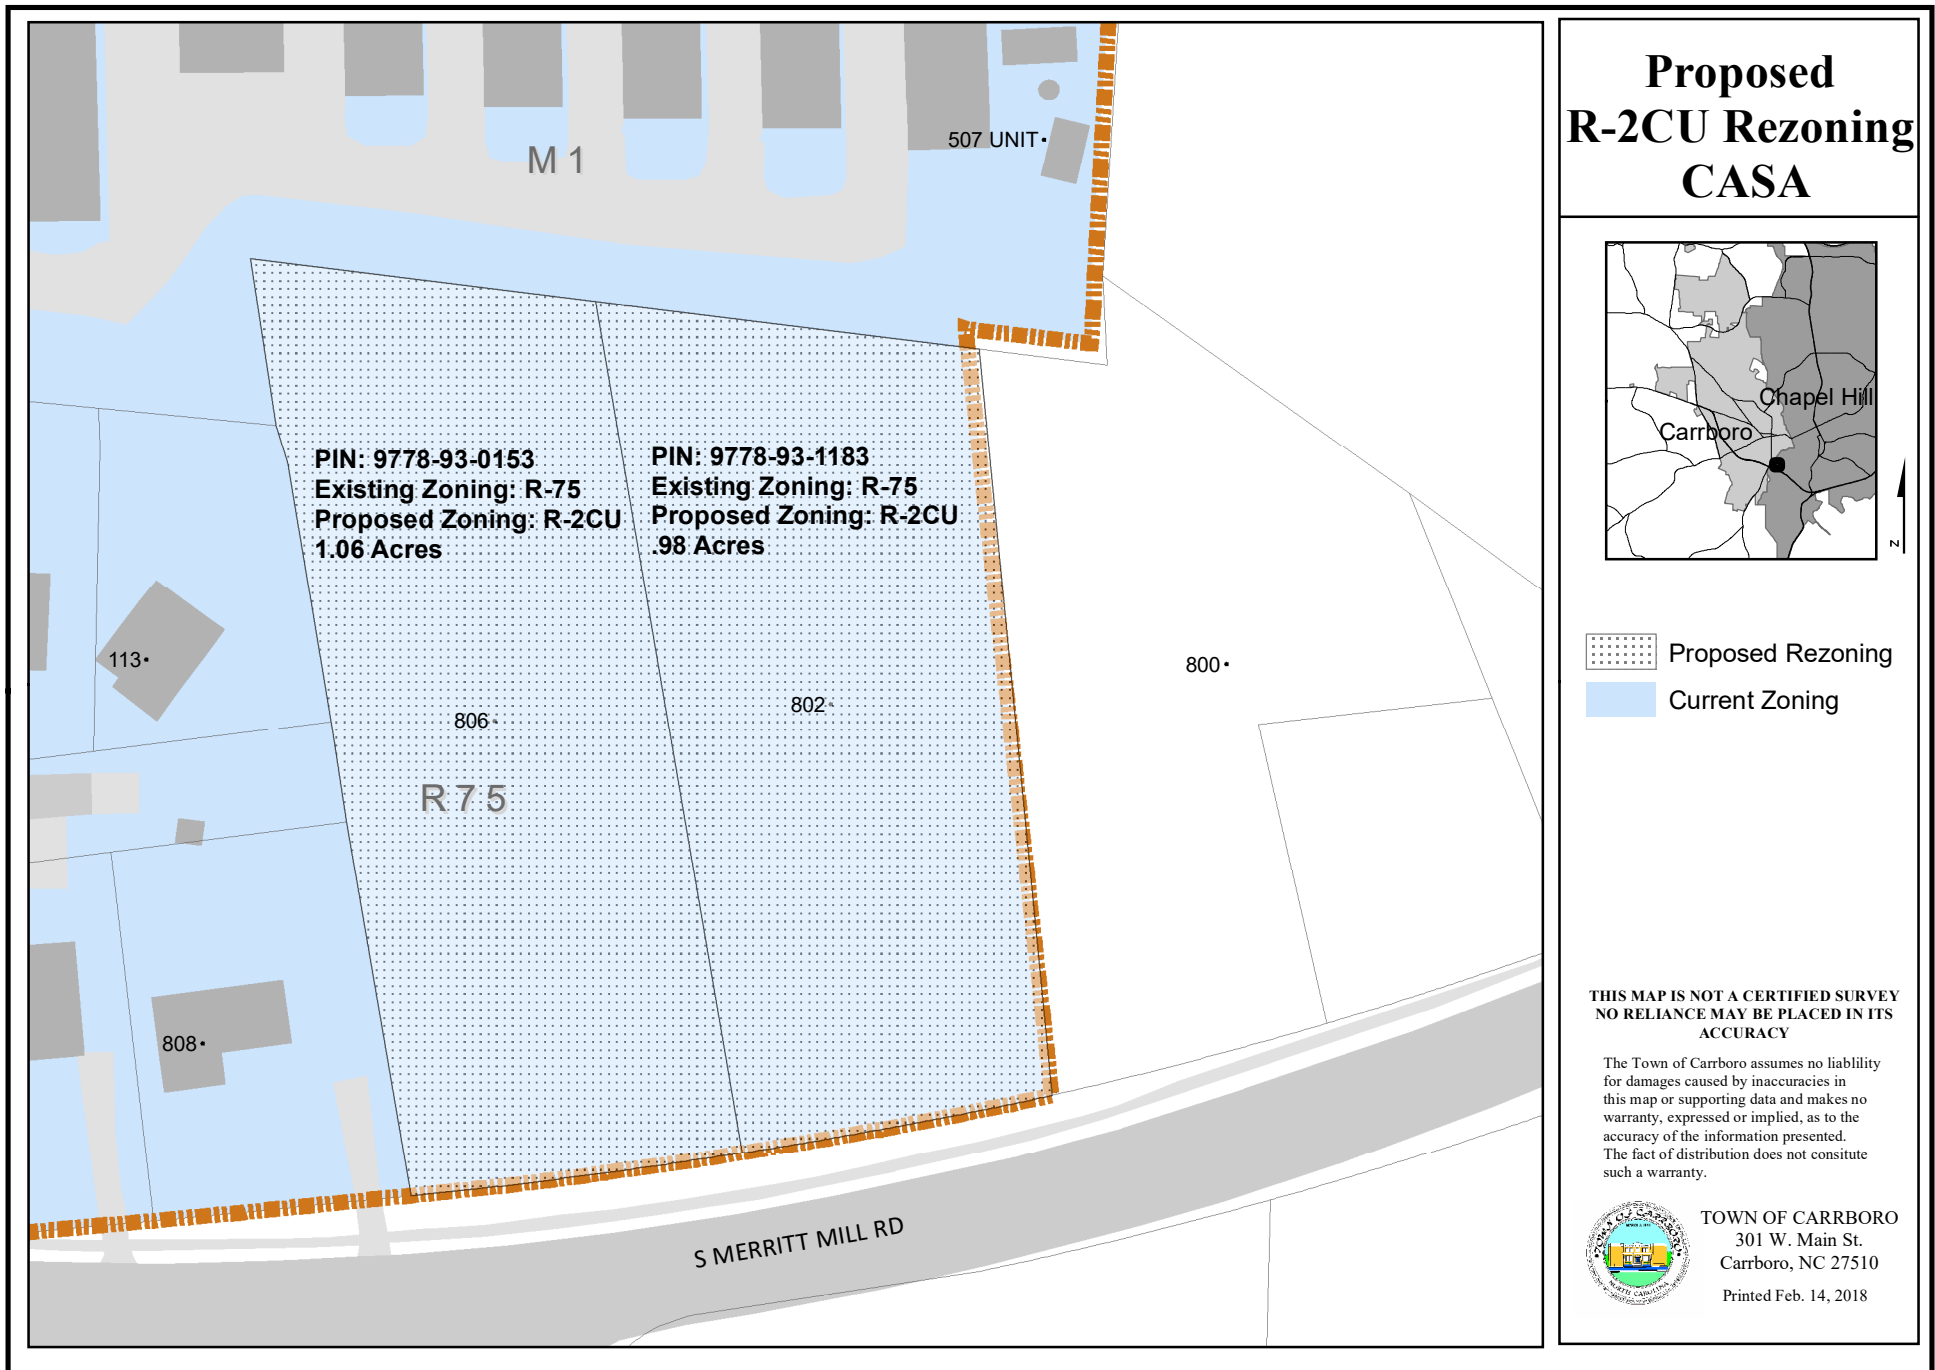 Proposed
R-2CU Rezoning
CASA
M 1
507 UNIT
PIN: 9778-93-0153
Existing Zoning: R-75
Proposed Zoning: R-2CU
1.06 Acres
PIN: 9778-93-1183
Existing Zoning: R-75
Proposed Zoning: R-2CU
.98 Acres
113
806
802
800
R 7 5
808
S MERRITT MILL RD
Chapel Hill
Carrboro
N
Proposed Rezoning
Current Zoning
THIS MAP IS NOT A CERTIFIED SURVEY
NO RELIANCE MAY BE PLACED IN ITS
ACCURACY
The Town of Carrboro assumes no liablility
for damages caused by inaccuracies in
this map or supporting data and makes no
warranty, expressed or implied, as to the
accuracy of the information presented.
The fact of distribution does not consitute
such a warranty.
TOWN OF CARRBORO
NORTH CAROLINA
TOWN OF CARRBORO
301 W. Main St.
Carrboro, NC 27510
Printed Feb. 14, 2018